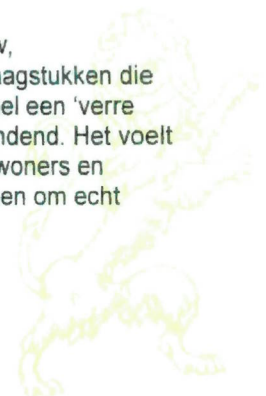 agstukken die
el een ‘verre
ndend. Het voelt
woners en
en om echt